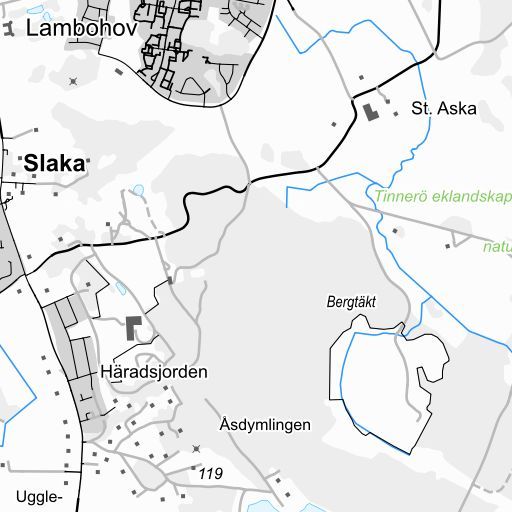 Lambohov
St. Aska
Slaka
Tinnerö eklandskap
natu
Bergtäkt
Häradsjorden
Åsdymlingen
119
Uggle-